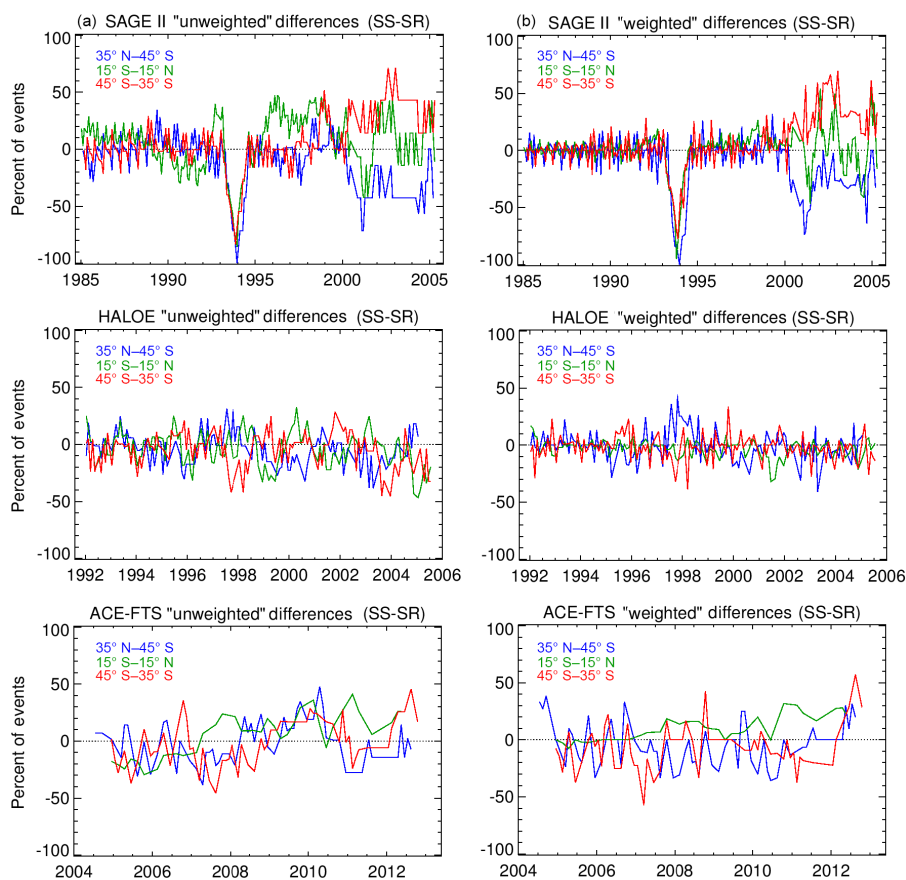 (a) SAGE II "unweighted" differences (SS-SR)
35° N–45° S
15° S–15° N
45° S–35° S
Percent of events
100
50
0
-50
-100
1985 1990 1995 2000 2005
(b) SAGE II "weighted" differences (SS-SR)
35° N–45° S
15° S–15° N
45° S–35° S
100
50
0
-50
-100
1985 1990 1995 2000 2005
HALOE "unweighted" differences (SS-SR)
35° N–45° S
15° S–15° N
45° S–35° S
Percent of events
100
50
0
-50
-100
1992 1994 1996 1998 2000 2002 2004 2006
HALOE "weighted" differences (SS-SR)
35° N–45° S
15° S–15° N
45° S–35° S
100
50
0
-50
-100
1992 1994 1996 1998 2000 2002 2004 2006
ACE-FTS "unweighted" differences (SS-SR)
35° N–45° S
15° S–15° N
45° S–35° S
Percent of events
100
50
0
-50
-100
2004 2006 2008 2010 2012
ACE-FTS "weighted" differences (SS-SR)
35° N–45° S
15° S–15° N
45° S–35° S
100
50
0
-50
-100
2004 2006 2008 2010 2012